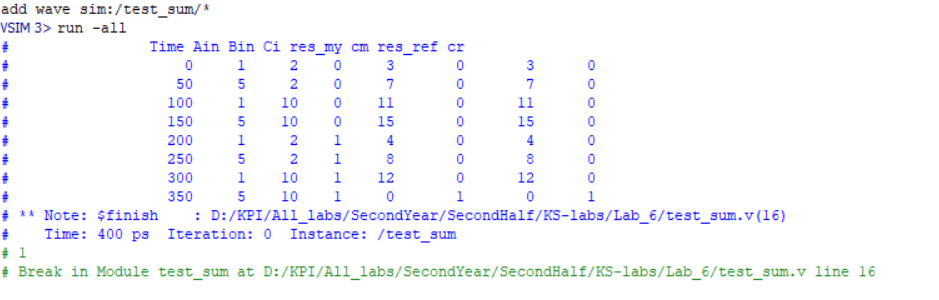 add wave sim:/test_sum/*
VSIM 3> run -all
# Time Ain Bin Ci res_my cm res_ref cr
# 0 1 2 0 3 0 3 0
# 50 5 2 0 7 0 7 0
# 100 1 10 0 11 0 11 0
# 150 5 10 0 15 0 15 0
# 200 1 2 1 4 0 4 0
# 250 5 2 1 8 0 8 0
# 300 1 10 1 12 0 12 0
# 350 5 10 1 0 1 0 1
# ** Note: $finish : D:/KPI/All_labs/SecondYear/SecondHalf/KS-labs/Lab_6/test_sum.v(16)
# Time: 400 ps Iteration: 0 Instance: /test_sum
# 1
# Break in Module test_sum at D:/KPI/All_labs/SecondYear/SecondHalf/KS-labs/Lab_6/test_sum.v line 16